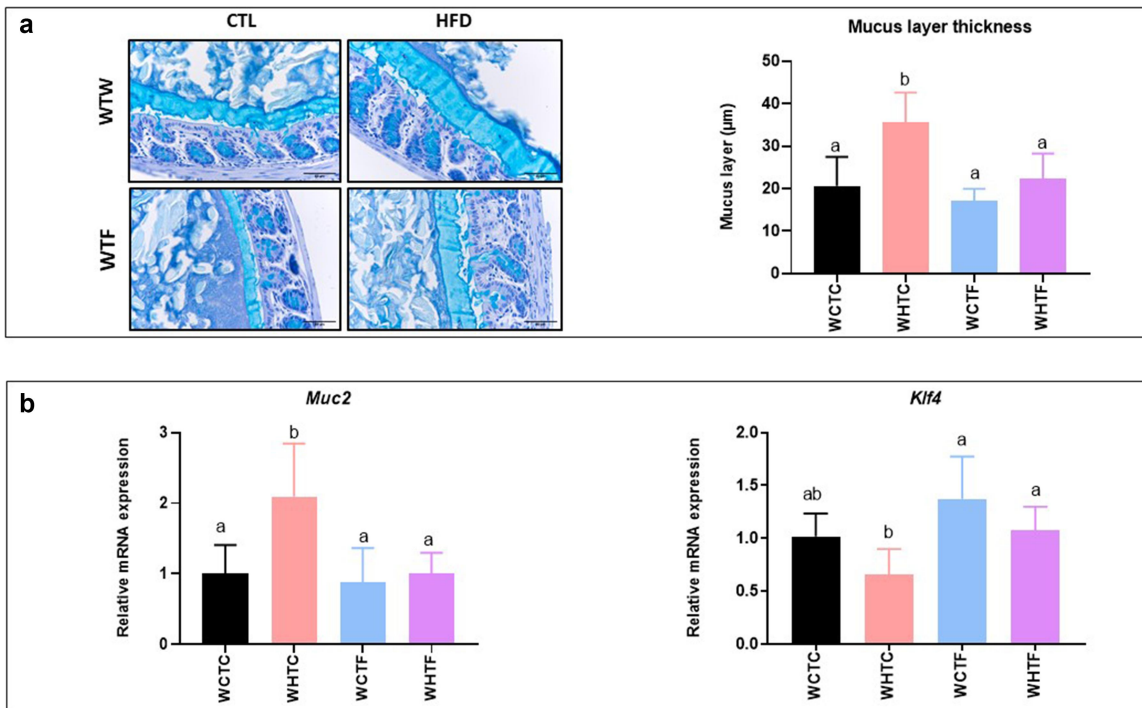 a
CTL
HFD
WTW
WTF
Mucus layer thickness
Mucus layer (µm)
50
40
30
20
10
0
a
b
a
a
WCTC
WHTC
WCTF
WHTF
b
Muc2
Relative mRNA expression
3
2
1
0
a
b
a
a
WCTC
WHTC
WCTF
WHTF
Klf4
Relative mRNA expression
2.0
1.5
1.0
0.5
0.0
ab
b
a
a
WCTC
WHTC
WCTF
WHTF